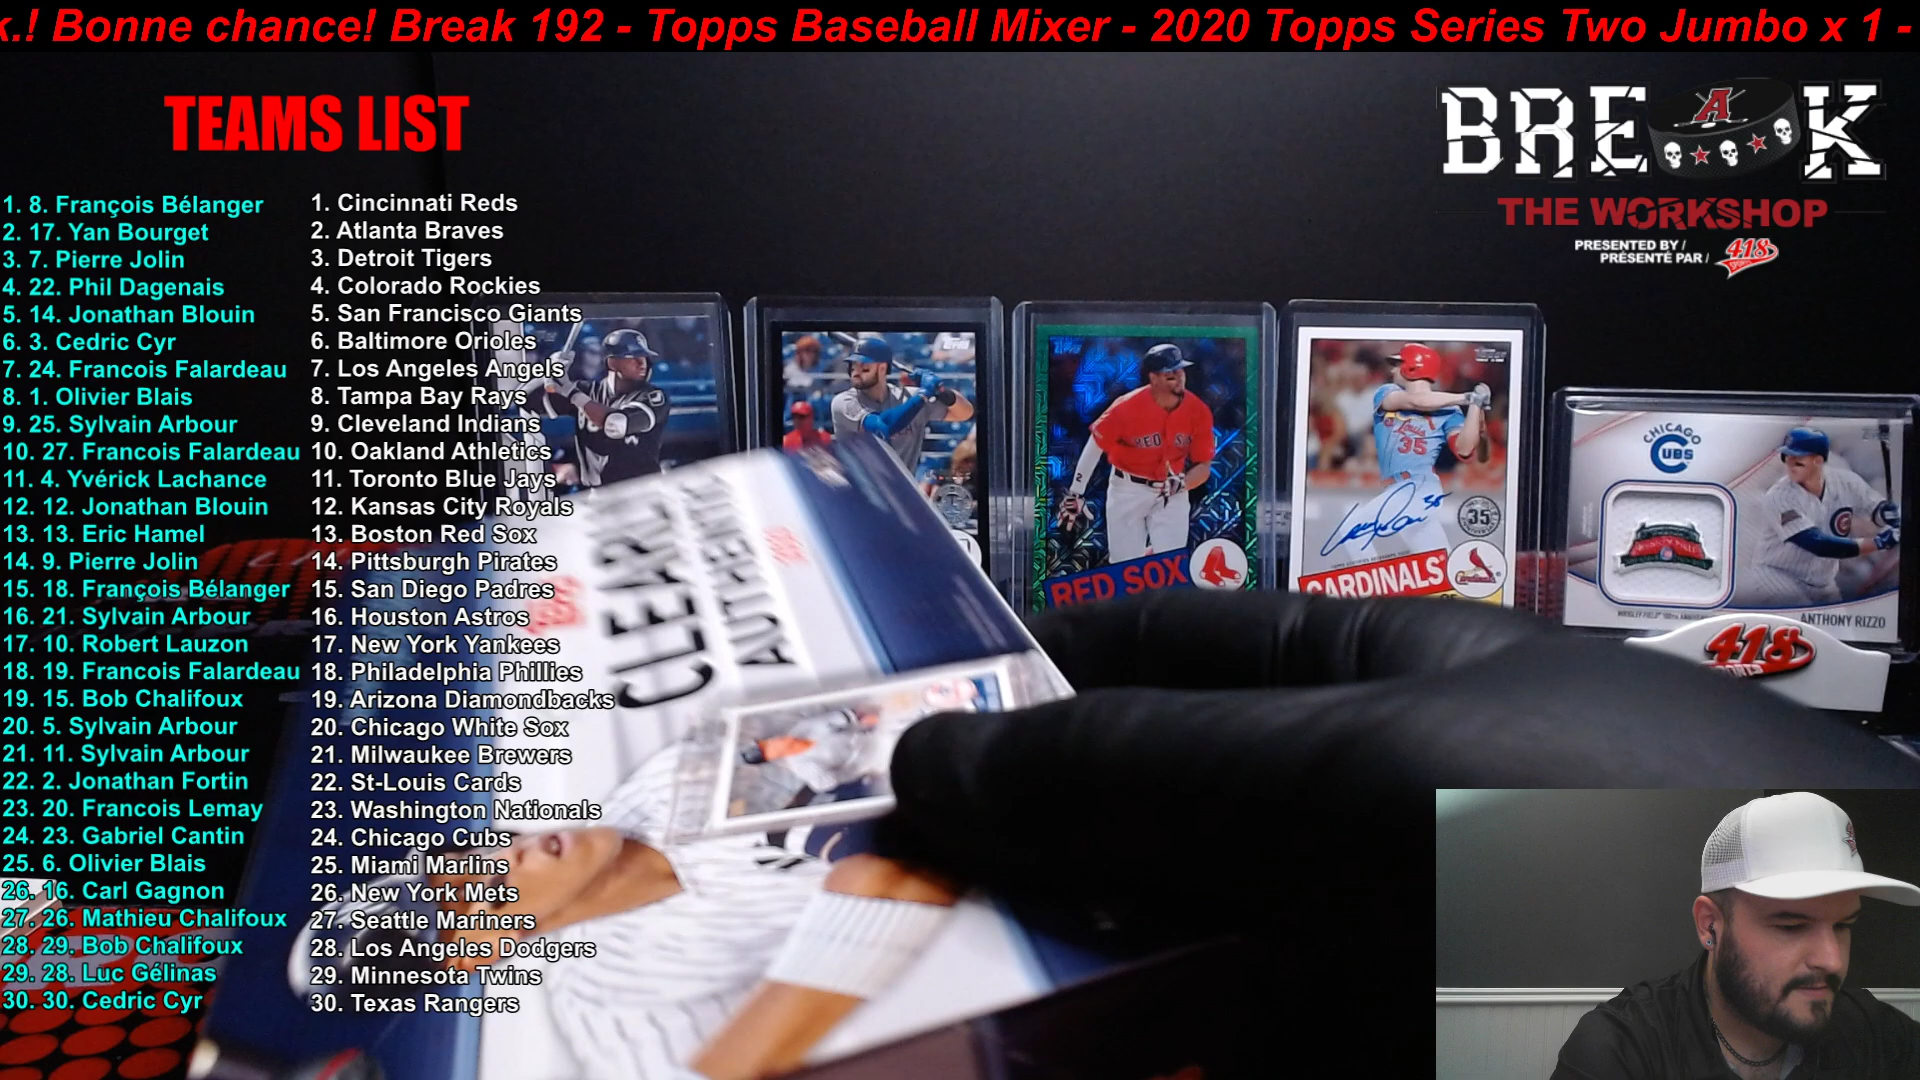 k.! Bonne chance! Break 192 - Topps Baseball Mixer - 2020 Topps Series Two Jumbo x 1 -
TEAMS LIST
1. 8. François Bélanger
2. 17. Yan Bourget
3. 7. Pierre Jolin
4. 22. Phil Dagenais
5. 14. Jonathan Blouin
6. 3. Cedric Cyr
7. 24. Francois Falardeau
8. 1. Olivier Blais
9. 25. Sylvain Arbour
10. 27. Francois Falardeau
11. 4. Yvérick Lachance
12. 12. Jonathan Blouin
13. 13. Eric Hamel
14. 9. Pierre Jolin
15. 18. François Bélanger
16. 21. Sylvain Arbour
17. 10. Robert Lauzon
18. 19. Francois Falardeau
19. 15. Bob Chalifoux
20. 5. Sylvain Arbour
21. 11. Sylvain Arbour
22. 2. Jonathan Fortin
23. 20. Francois Lemay
24. 23. Gabriel Cantin
25. 6. Olivier Blais
26. 16. Carl Gagnon
27. 26. Mathieu Chalifoux
28. 29. Bob Chalifoux
29. 28. Luc Gélinas
30. 30. Cedric Cyr
1. Cincinnati Reds
2. Atlanta Braves
3. Detroit Tigers
4. Colorado Rockies
5. San Francisco Giants
6. Baltimore Orioles
7. Los Angeles Angels
8. Tampa Bay Rays
9. Cleveland Indians
10. Oakland Athletics
11. Toronto Blue Jays
12. Kansas City Royals
13. Boston Red Sox
14. Pittsburgh Pirates
15. San Diego Padres
16. Houston Astros
17. New York Yankees
18. Philadelphia Phillies
19. Arizona Diamondbacks
20. Chicago White Sox
21. Milwaukee Brewers
22. St-Louis Cards
23. Washington Nationals
24. Chicago Cubs
25. Miami Marlins
26. New York Mets
27. Seattle Mariners
28. Los Angeles Dodgers
29. Minnesota Twins
30. Texas Rangers
BREAK
THE WORKSHOP
PRESENTED BY /
PRÉSENTÉ PAR /
418
Topps
RED SOX
RED SOX
St Louis
35
35
35
CARDINALS
CHICAGO
CUBS
ANTHONY RIZZO
418
SPORTS
CLEARLY
AUTHENTIC